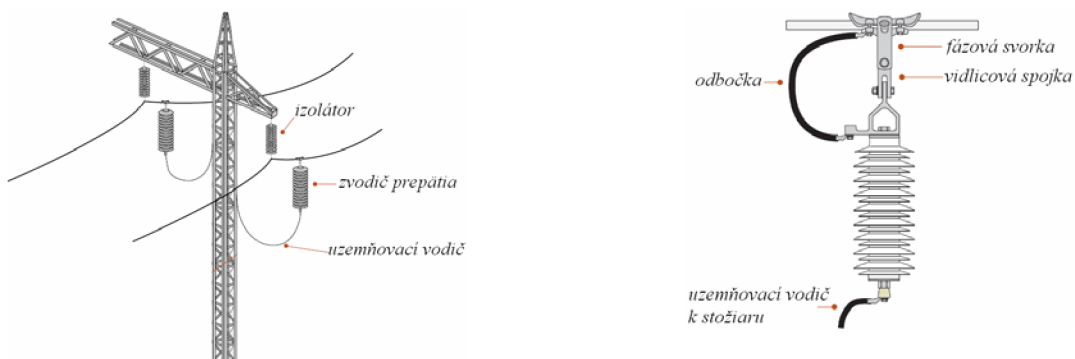 izolátor
zvodič prepätia
uzemňovací vodič
fázová svorka
vidlicová spojka
odbočka
uzemňovací vodič
k stožiaru